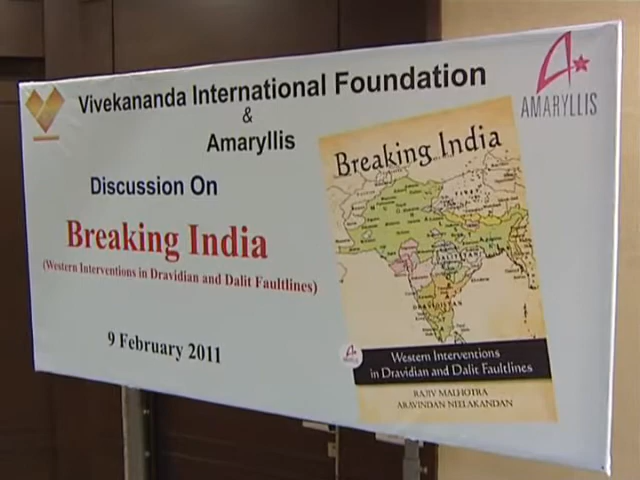 Vivekananda International Foundation
&
Amaryllis
AMARYLLIS
Discussion On
Breaking India
(Western Interventions in Dravidian and Dalit Faultlines)
9 February 2011
Breaking India
DRAVIDISTAN
Western Interventions
in Dravidian and Dalit Faultlines
RAJIV MALHOTRA
ARAVINDAN NEELAKANDAN